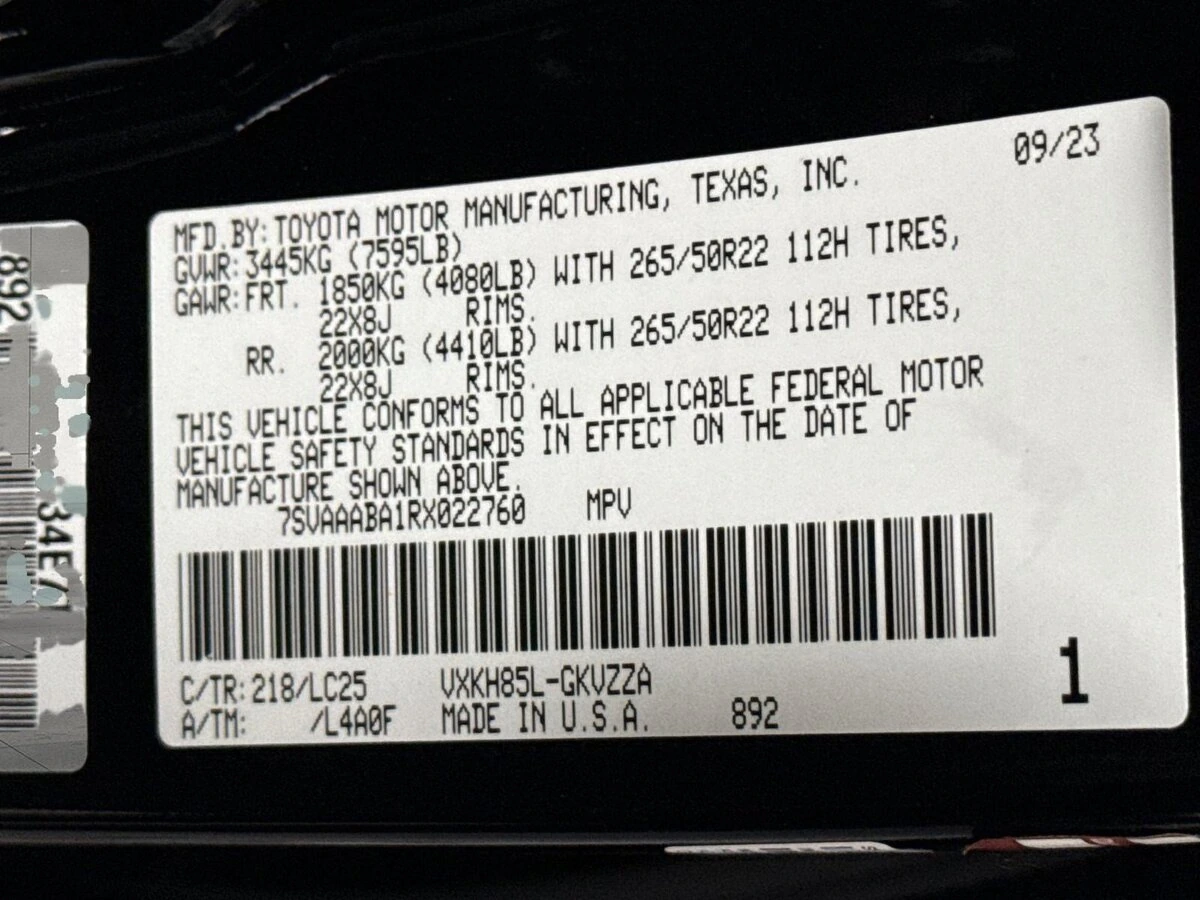 09/23
MFD.BY:TOYOTA MOTOR MANUFACTURING, TEXAS, INC.
GVWR:3445KG (7595LB)
GAWR:FRT. 1850KG (4080LB) WITH 265/50R22 112H TIRES,
22X8J RIMS.
RR. 2000KG (4410LB) WITH 265/50R22 112H TIRES,
22X8J RIMS.
THIS VEHICLE CONFORMS TO ALL APPLICABLE FEDERAL MOTOR
VEHICLE SAFETY STANDARDS IN EFFECT ON THE DATE OF
MANUFACTURE SHOWN ABOVE.
7SVAAABA1RX022760 MPV
C/TR:218/LC25 VXKH85L-GKVZZA
A/TM: /L4A0F MADE IN U.S.A. 892
1
892